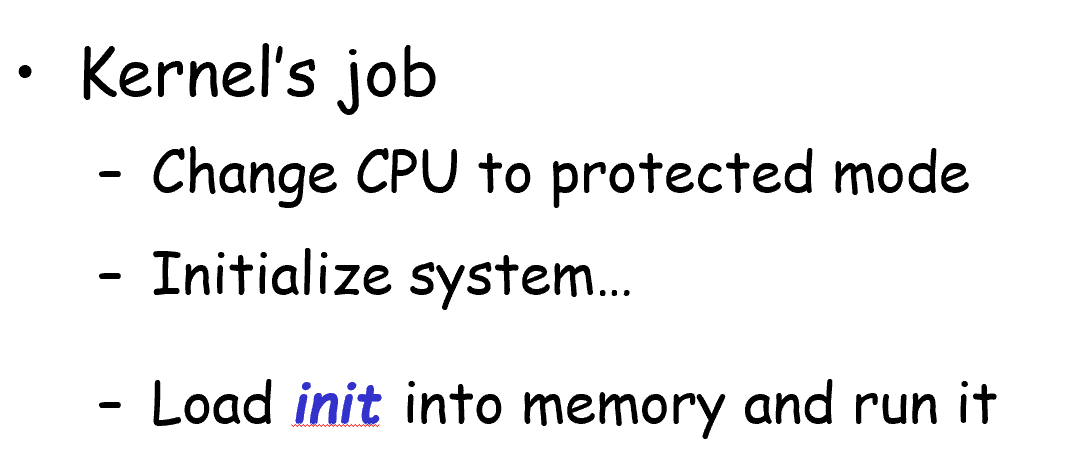 • Kernel's job
– Change CPU to protected mode
– Initialize system…
– Load init into memory and run it